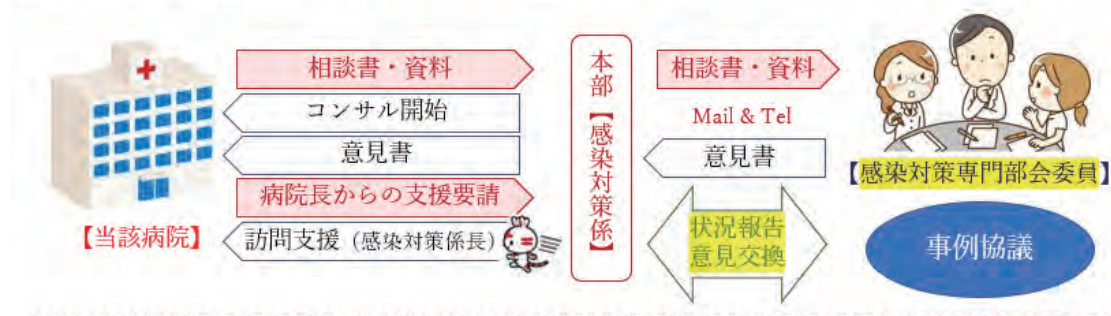 相談書・資料
コンサル開始
意見書
病院長からの支援要請
訪問支援（感染対策係長）
【当該病院】
本部【感染対策係】
相談書・資料
Mail & Tel
意見書
状況報告
意見交換
【感染対策専門部会委員】
事例協議